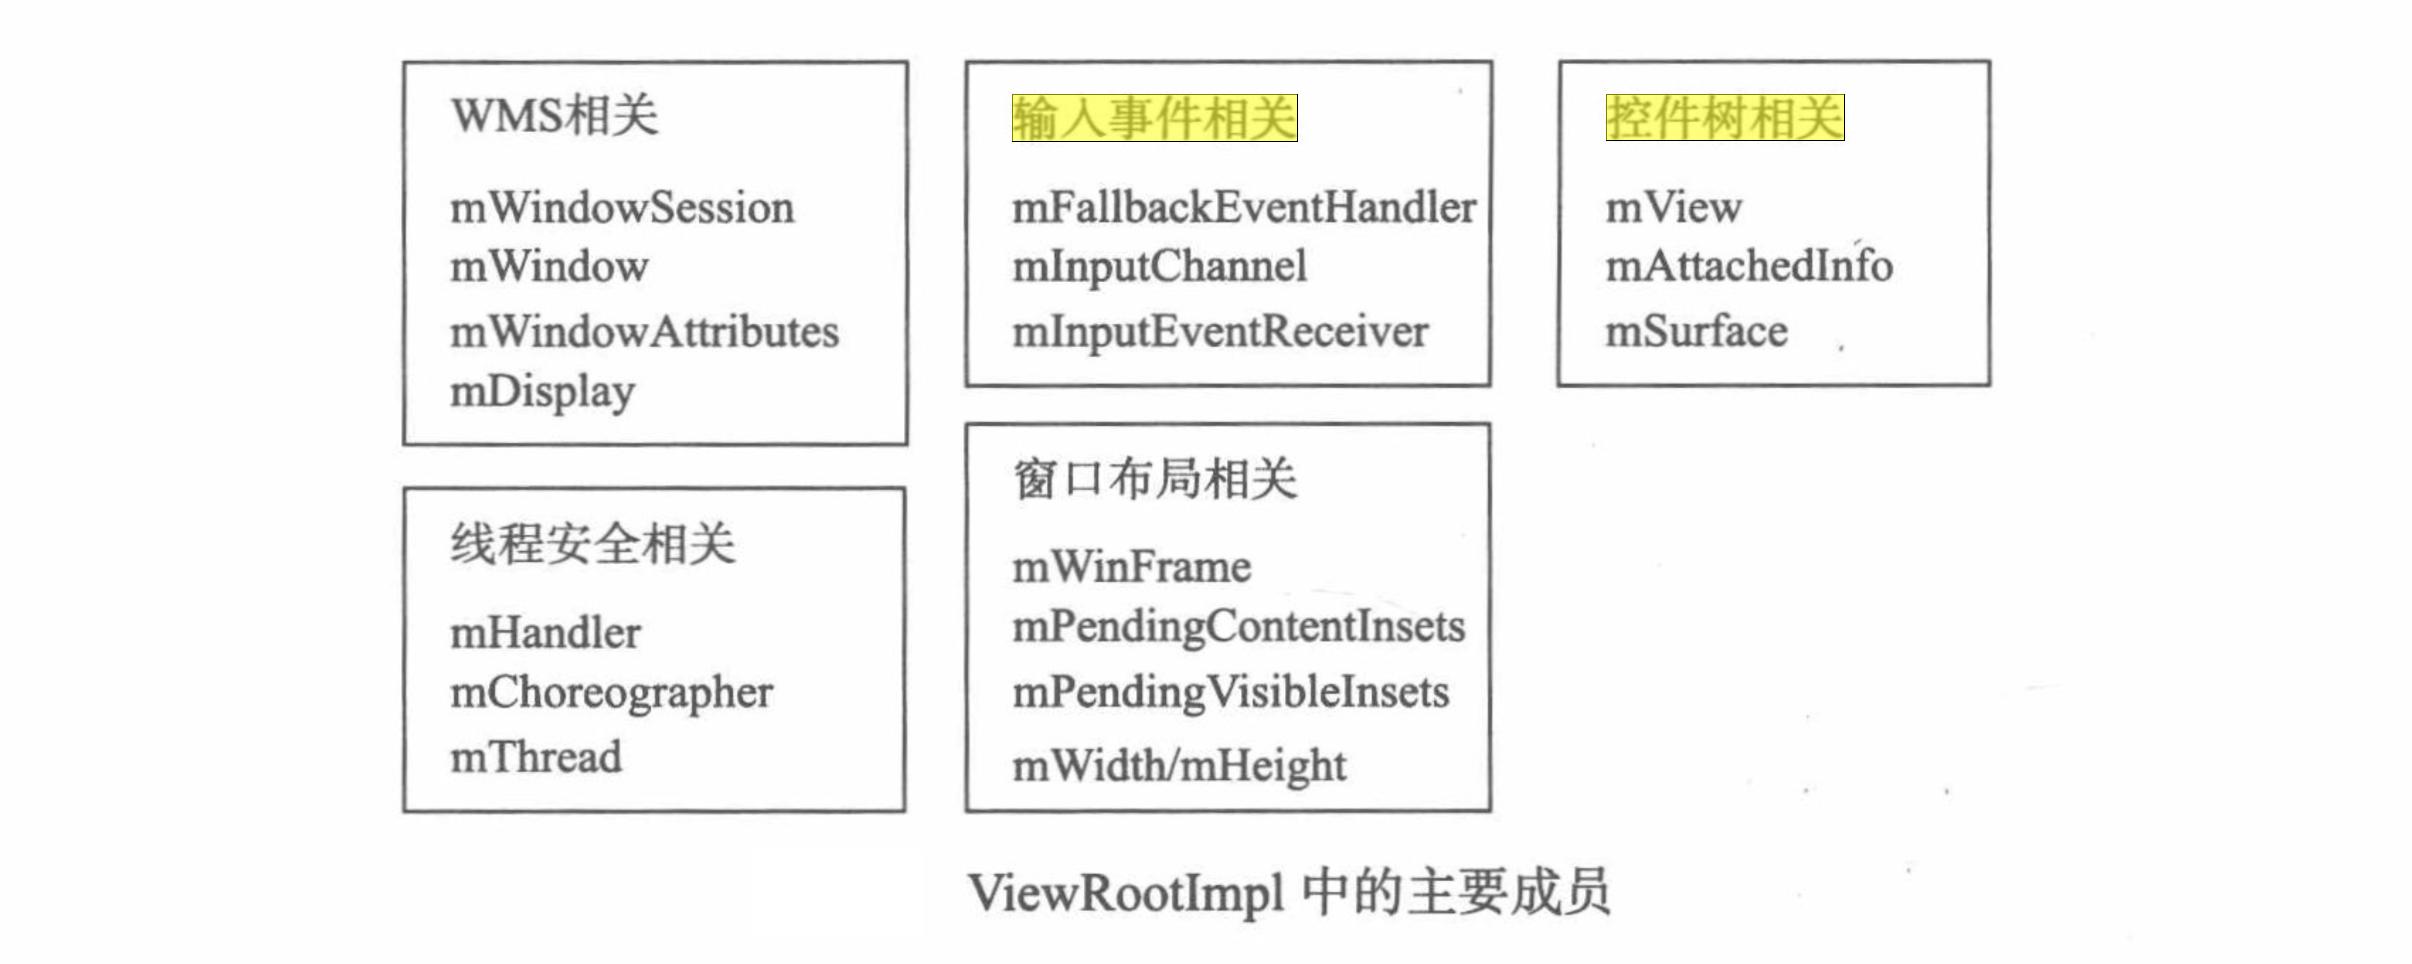 WMS相关
mWindowSession
mWindow
mWindowAttributes
mDisplay
输入事件相关
mFallbackEventHandler
mInputChannel
mInputEventReceiver
控件树相关
mView
mAttachedInfo
mSurface
线程安全相关
mHandler
mChoreographer
mThread
窗口布局相关
mWinFrame
mPendingContentInsets
mPendingVisibleInsets
mWidth/mHeight
ViewRootImpl 中的主要成员